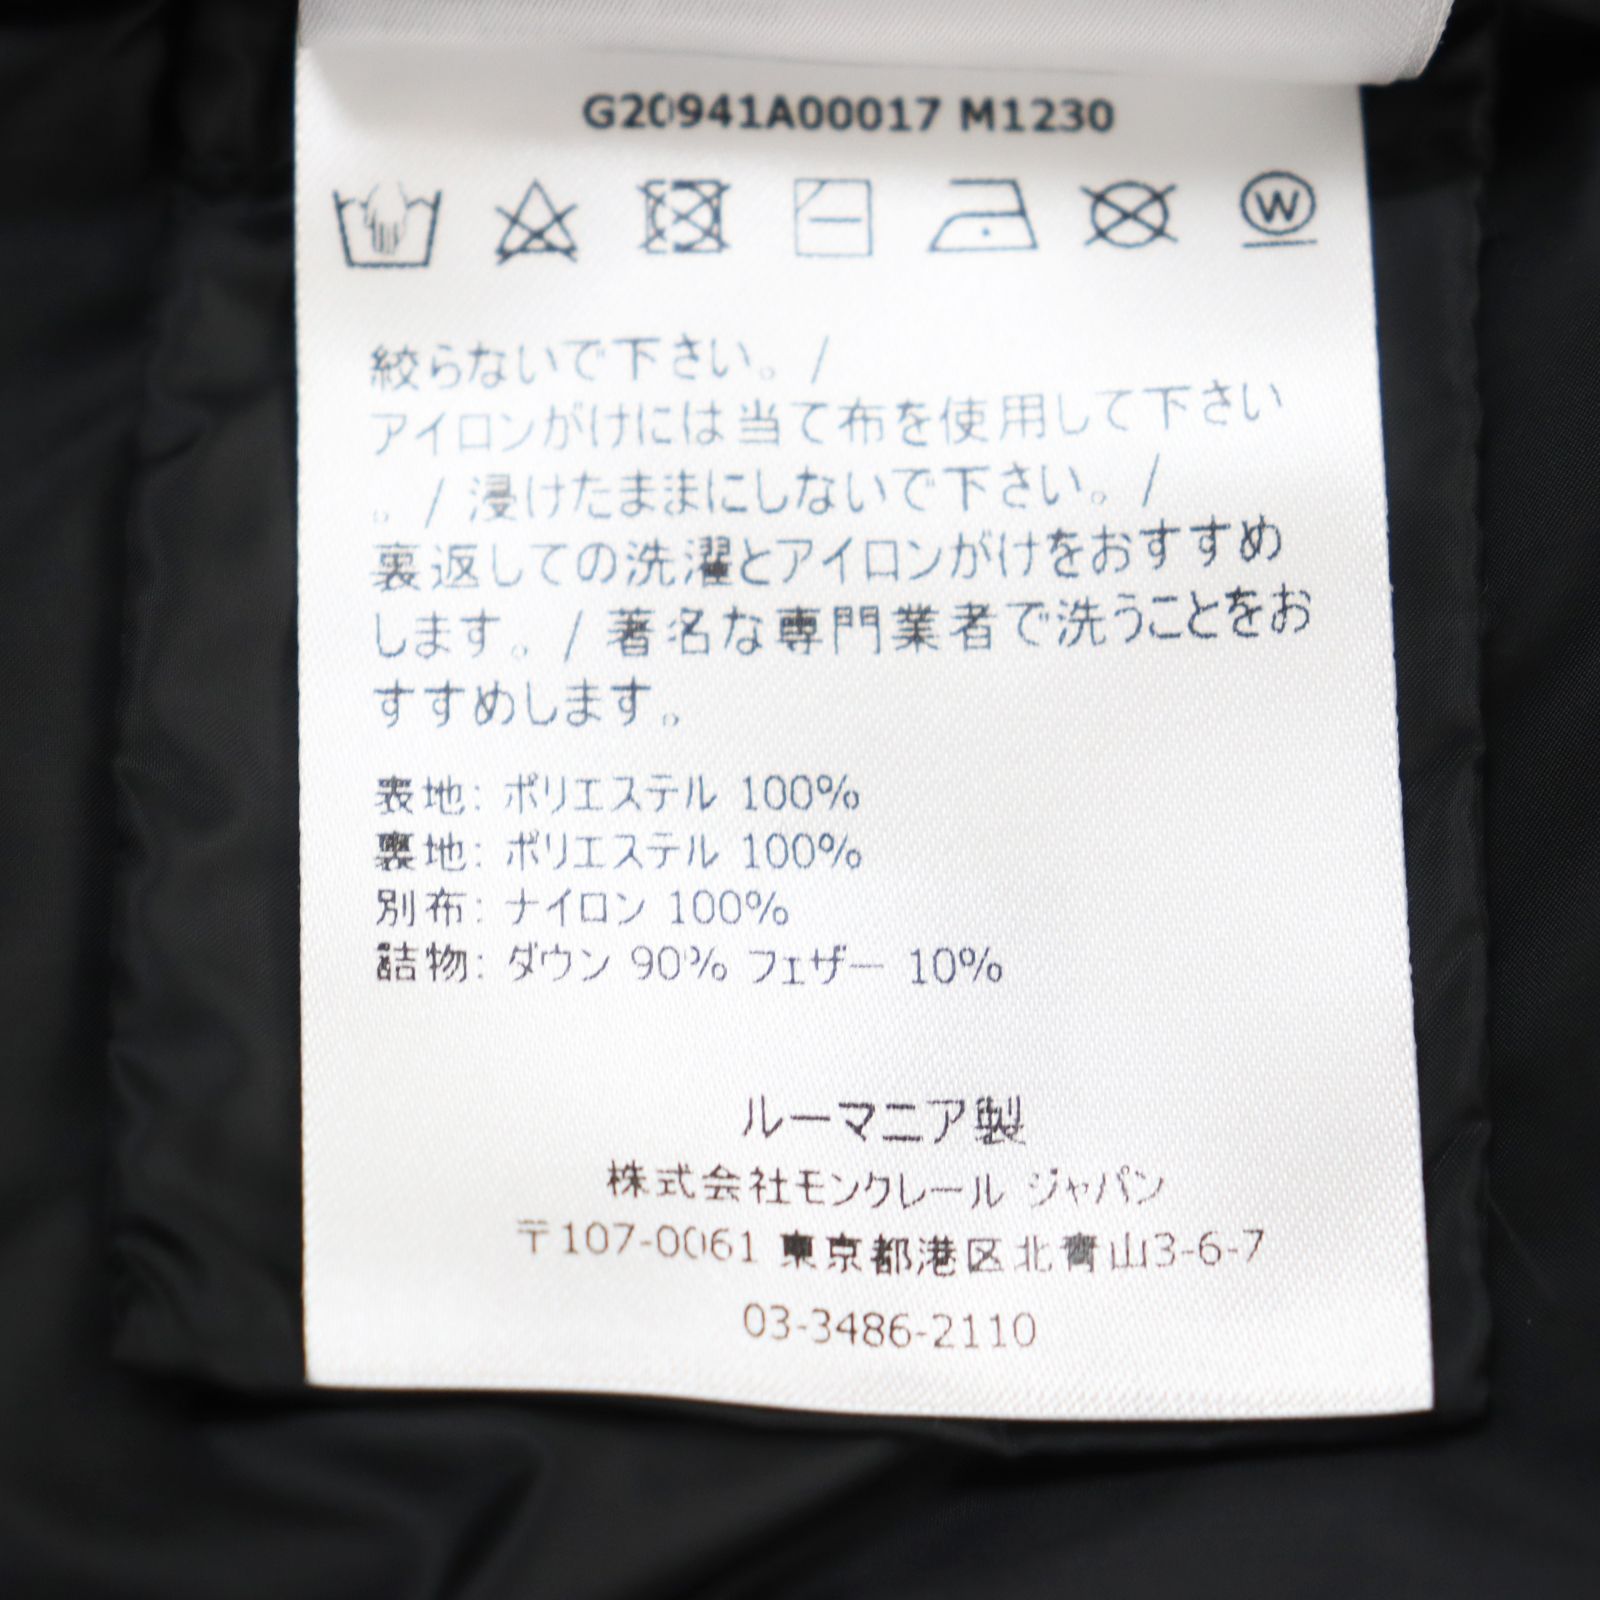 G20941A00017 M1230
W
絞らないで下さい。/
アイロンがけには当て布を使用して下さい
。/ 浸けたままにしないで下さい。/
裏返しての洗濯とアイロンがけをおすすめ
します。/ 著名な専門業者で洗うことをお
すすめします。
表地: ポリエステル 100%
裏地: ポリエステル 100%
別布: ナイロン 100%
詰物: ダウン 90% フェザー 10%
ルーマニア製
株式会社モンクレール ジャパン
〒107-0061 東京都港区北青山3-6-7
03-3486-2110